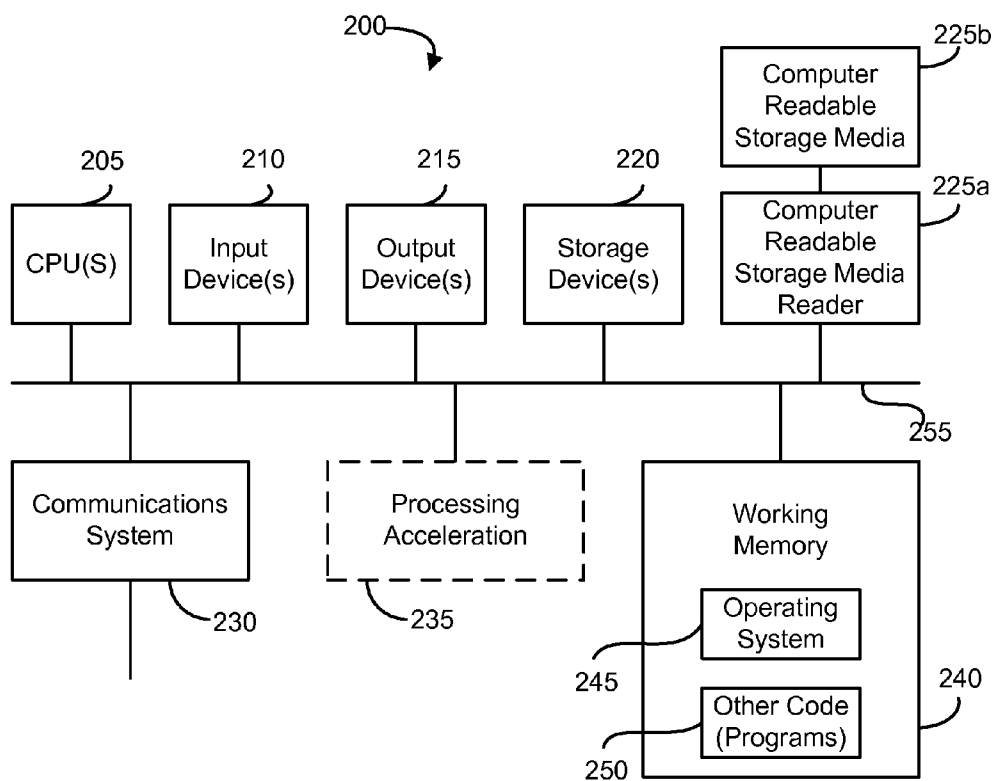 200
225b
Computer
Readable
Storage Media
205
210
215
220
225a
CPU(S)
Input
Device(s)
Output
Device(s)
Storage
Device(s)
Computer
Readable
Storage Media
Reader
255
Communications
System
230
Processing
Acceleration
235
Working
Memory
Operating
System
245
240
Other Code
(Programs)
250